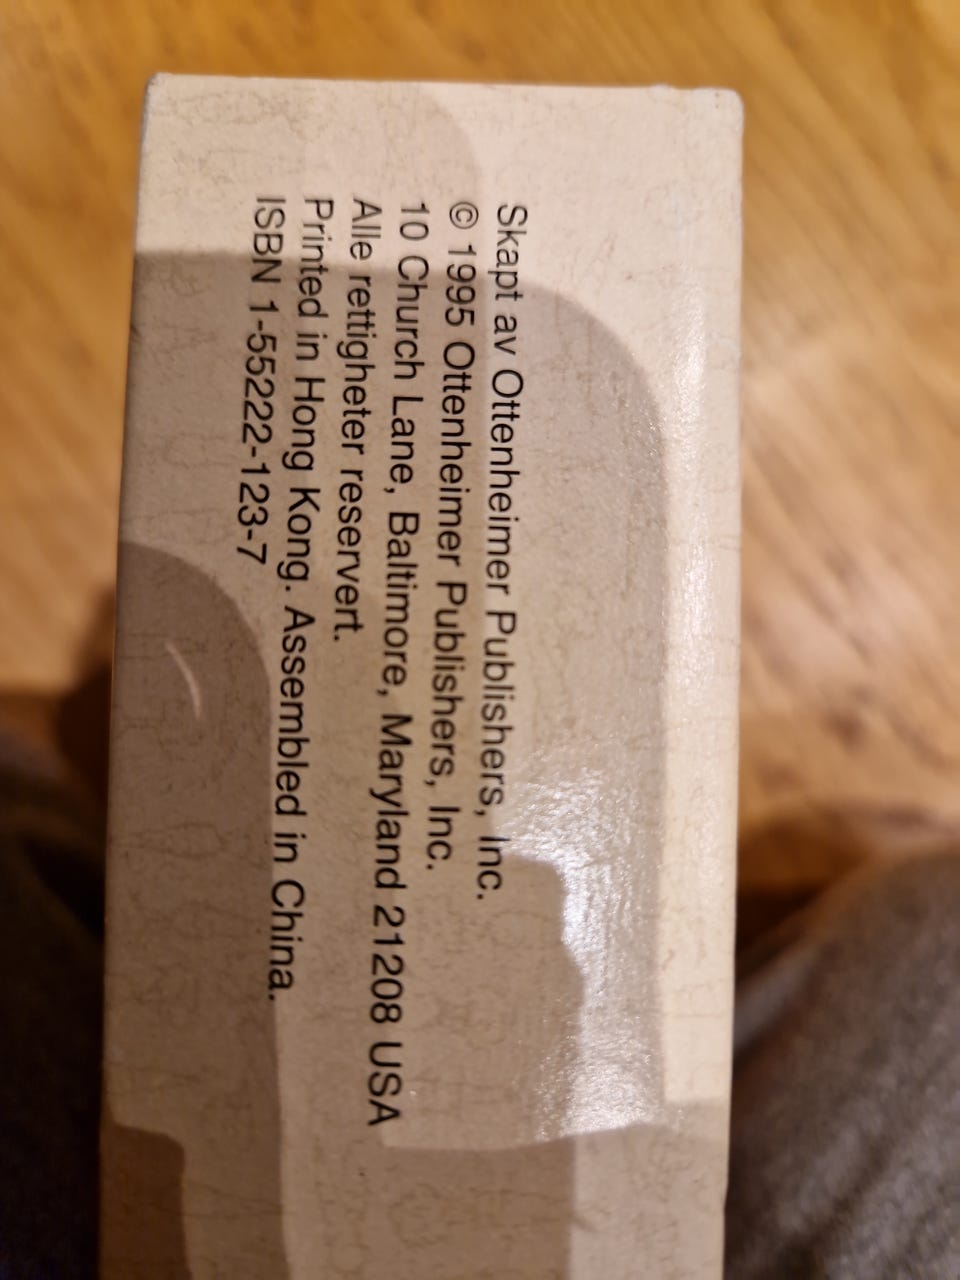 Skapt av Ottenheimer Publishers, Inc.
© 1995 Ottenheimer Publishers, Inc.
10 Church Lane, Baltimore, Maryland 21208 USA
Alle rettigheter reservert.
Printed in Hong Kong. Assembled in China.
ISBN 1-55222-123-7